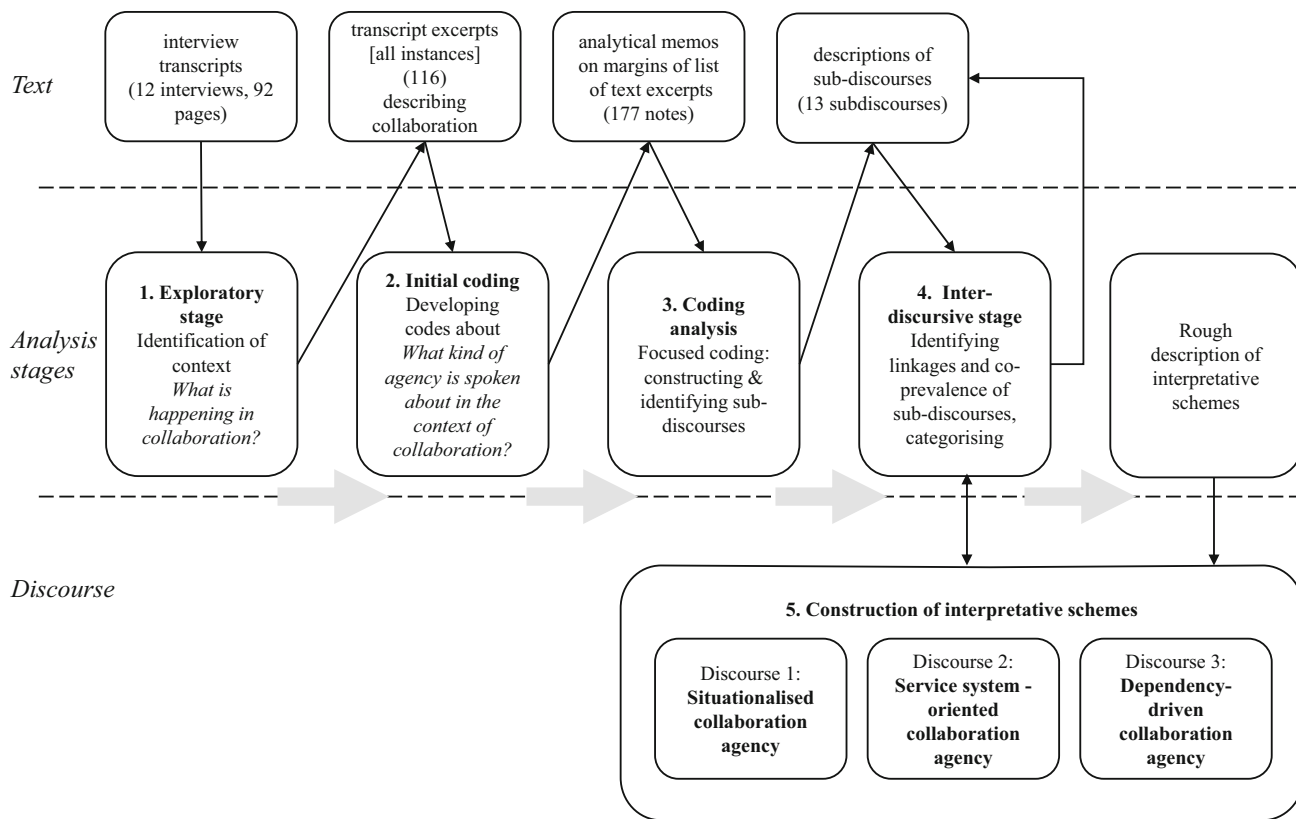 Text
interview
transcripts
(12 interviews, 92
pages)
transcript excerpts
[all instances]
(116)
describing
collaboration
analytical memos
on margins of list
of text excerpts
(177 notes)
descriptions of
sub-discourses
(13 subdiscourses)
Analysis
stages
1. Exploratory
stage
Identification of
context
What is
happening in
collaboration?
2. Initial coding
Developing
codes about
What kind of
agency is spoken
about in the
context of
collaboration?
3. Coding
analysis
Focused coding:
constructing &
identifying sub-
discourses
4. Inter-
discursive stage
Identifying
linkages and co-
prevalence of
sub-discourses,
categorising
Rough
description of
interpretative
schemes
Discourse
5. Construction of interpretative schemes
Discourse 1:
Situationalised
collaboration
agency
Discourse 2:
Service system -
oriented
collaboration
agency
Discourse 3:
Dependency-
driven
collaboration
agency